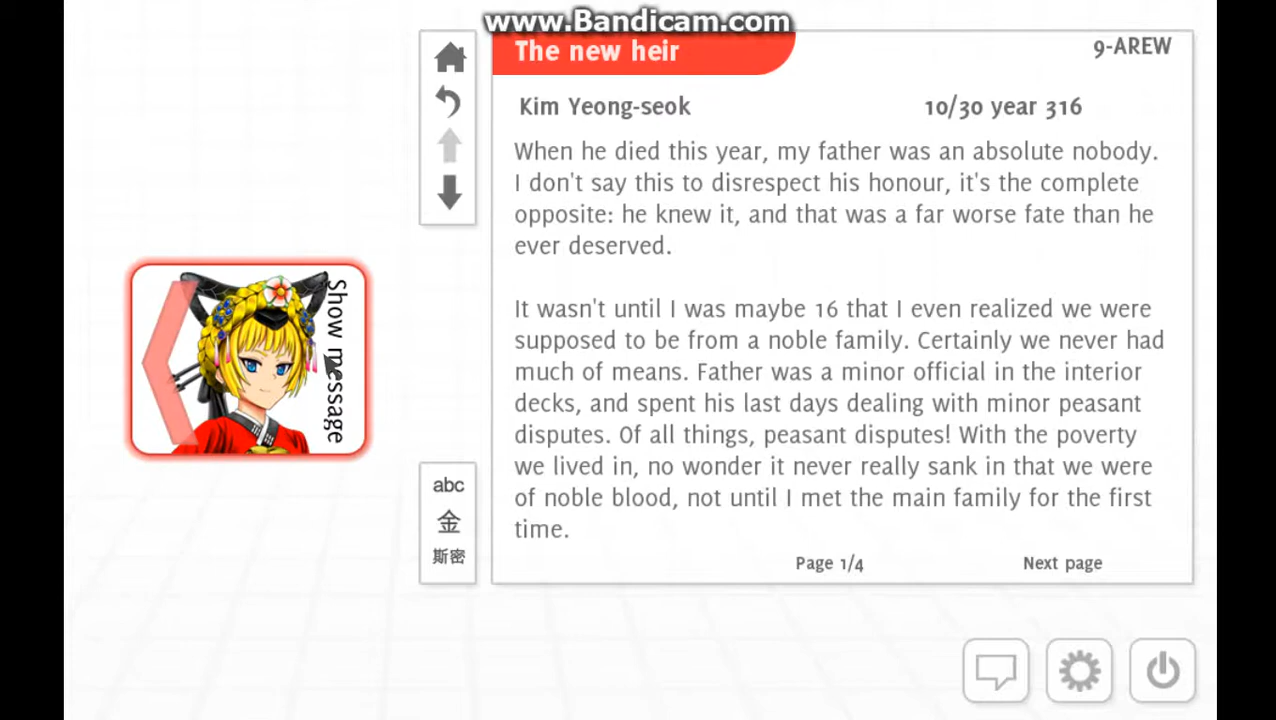 www.Bandicam.com
The new heir
9-AREW
Kim Yeong-seok
10/30 year 316
When he died this year, my father was an absolute nobody.
I don't say this to disrespect his honour, it's the complete
opposite: he knew it, and that was a far worse fate than he
ever deserved.
It wasn't until I was maybe 16 that I even realized we were
supposed to be from a noble family. Certainly we never had
much of means. Father was a minor official in the interior
decks, and spent his last days dealing with minor peasant
disputes. Of all things, peasant disputes! With the poverty
we lived in, no wonder it never really sank in that we were
of noble blood, not until I met the main family for the first
time.
Page 1/4
Next page
Show message
abc
金
斯密